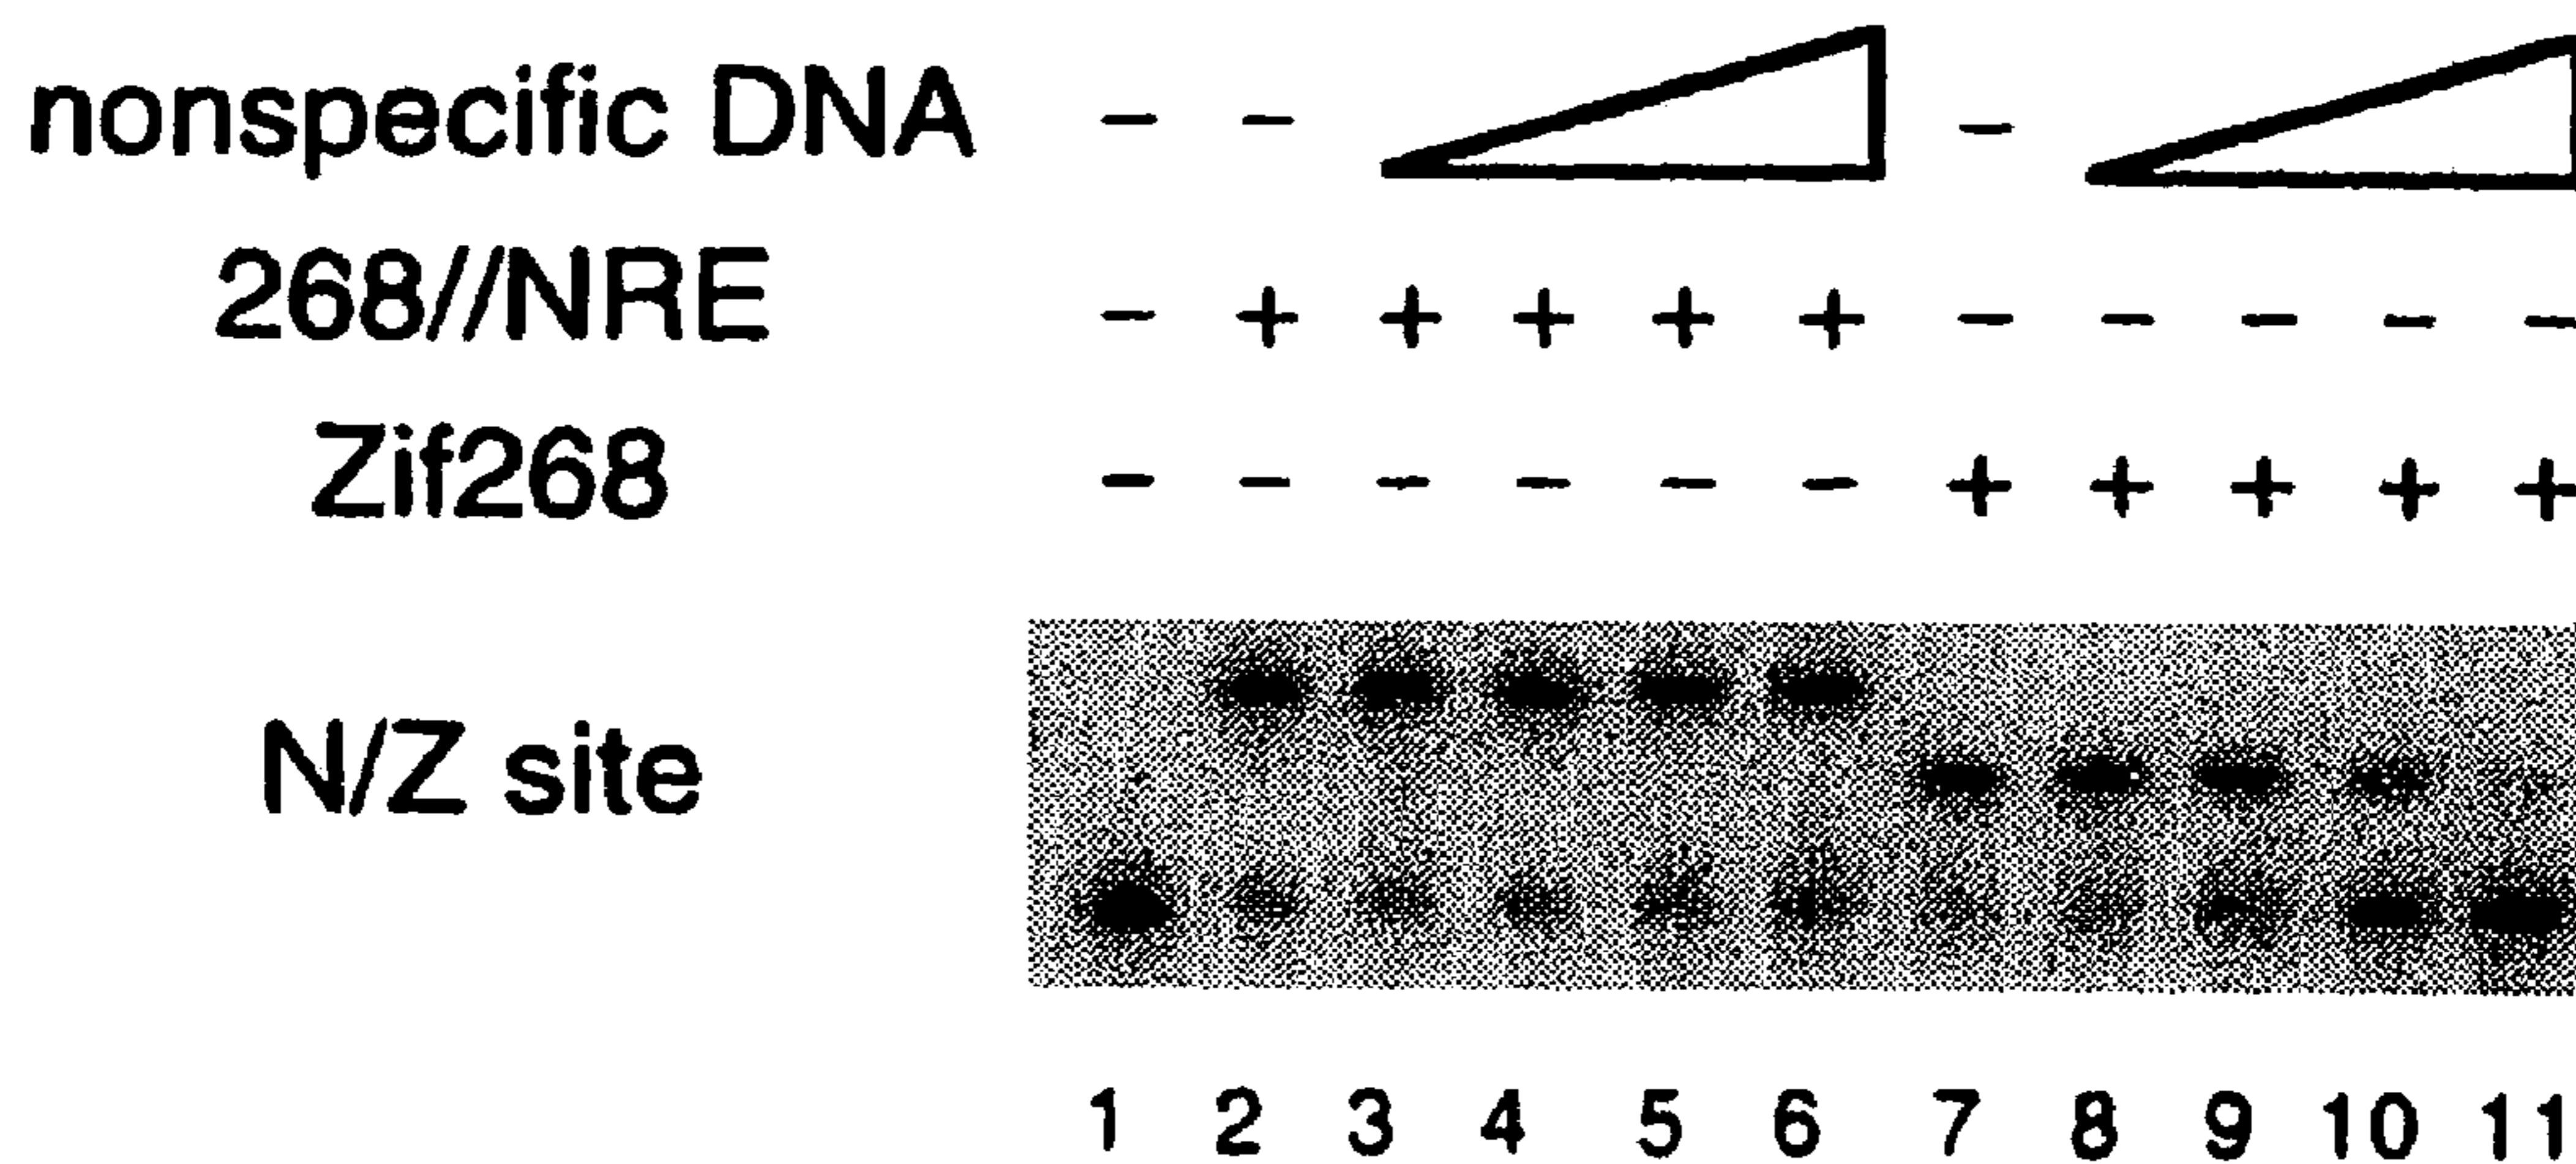 nonspecific DNA - - -
268//NRE - + + + + + - - - - -
Zif268 - - - - - - + + + + +
N/Z site
1 2 3 4 5 6 7 8 9 10 11